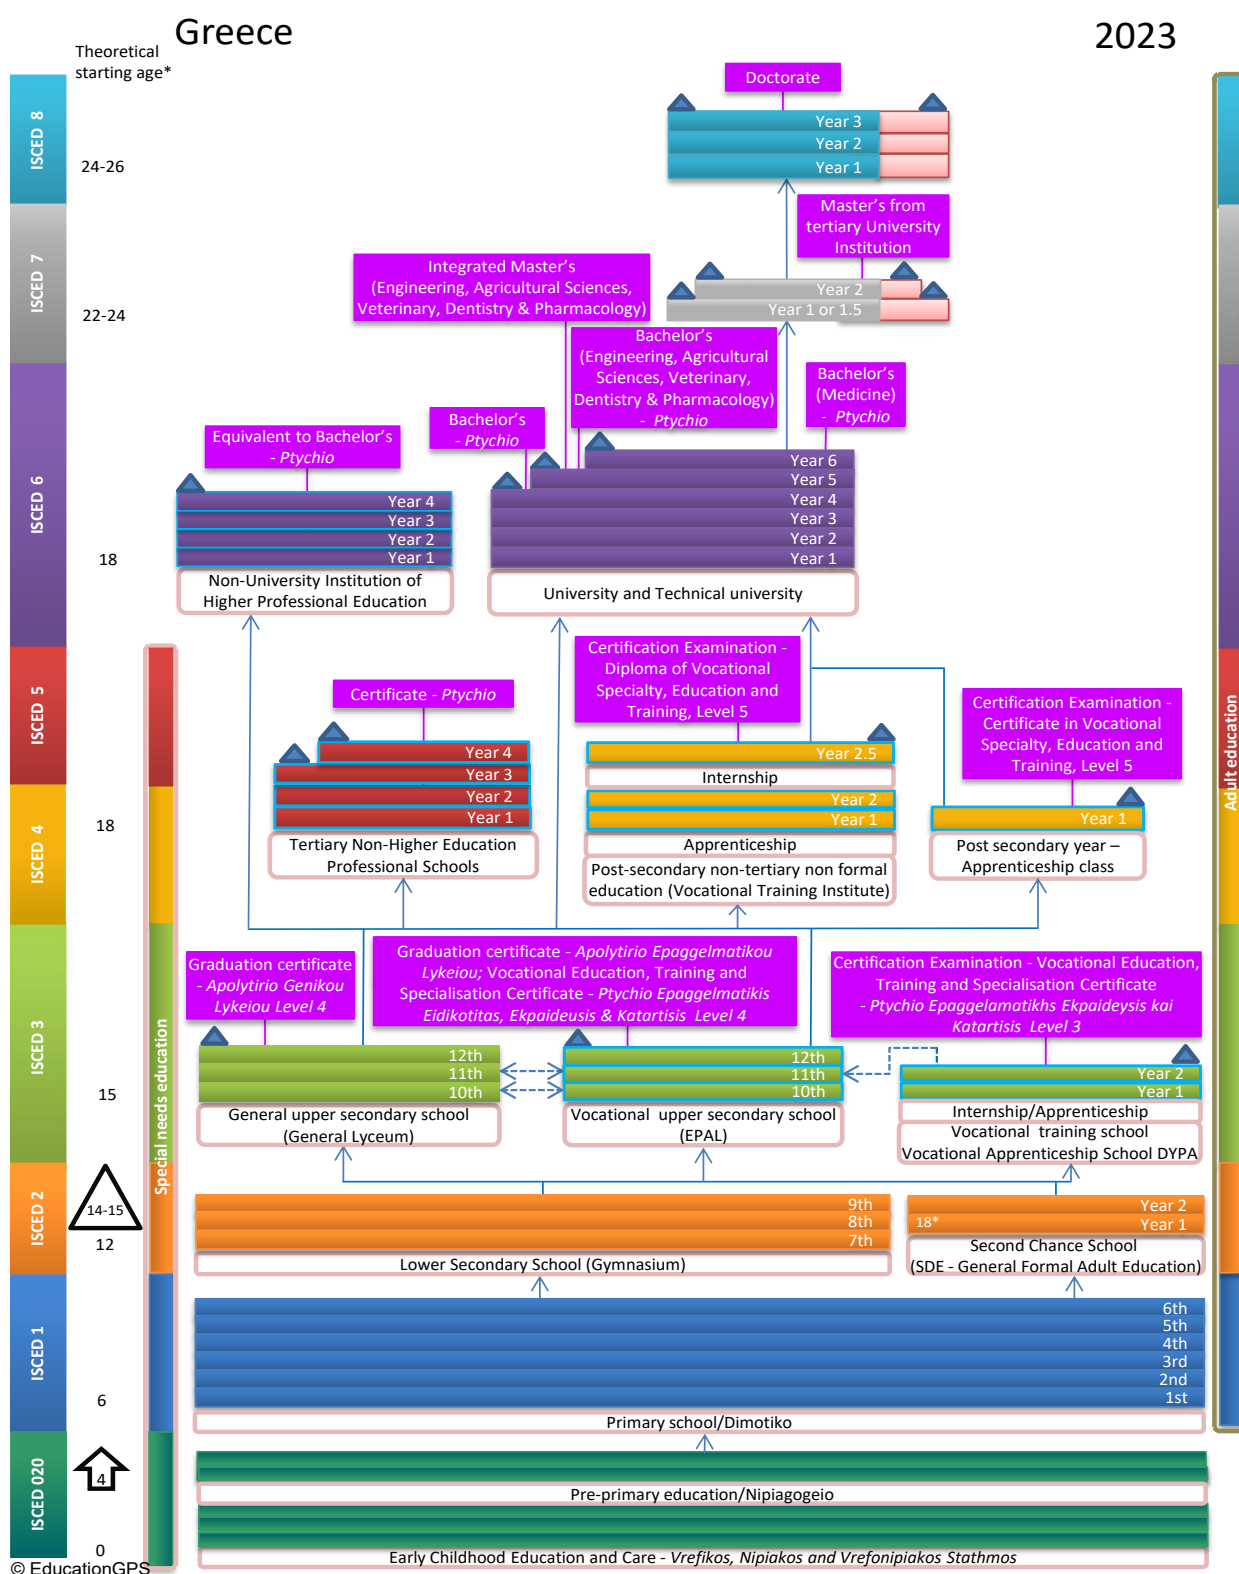 Greece
2023
Theoretical
starting age*
ISCED 8
24-26
Doctorate
Year 3
Year 2
Year 1
ISCED 7
22-24
Master's from
tertiary University
Institution
Year 2
Year 1 or 1.5
Integrated Master's
(Engineering, Agricultural Sciences,
Veterinary, Dentistry & Pharmacology)
Bachelor's
(Engineering, Agricultural
Sciences, Veterinary,
Dentistry & Pharmacology)
- Ptychio
Bachelor's
(Medicine)
- Ptychio
Bachelor's
- Ptychio
Equivalent to Bachelor's
- Ptychio
ISCED 6
18
Year 4
Year 3
Year 2
Year 1
Non-University Institution of
Higher Professional Education
Year 6
Year 5
Year 4
Year 3
Year 2
Year 1
University and Technical university
ISCED 5
Certificate - Ptychio
Year 4
Year 3
Year 2
Year 1
Tertiary Non-Higher Education
Professional Schools
Certification Examination -
Diploma of Vocational
Specialty, Education and
Training, Level 5
Year 2.5
Internship
Year 2
Year 1
Apprenticeship
Post-secondary non-tertiary non formal
education (Vocational Training Institute)
Certification Examination -
Certificate in Vocational
Specialty, Education and
Training, Level 5
Year 1
Post secondary year –
Apprenticeship class
Adult education
ISCED 4
18
ISCED 3
15
Special needs education
Graduation certificate
- Apolytirio Genikou
Lykeiou Level 4
12th
11th
10th
General upper secondary school
(General Lyceum)
Graduation certificate - Apolytirio Epaggelmatikou
Lykeiou; Vocational Education, Training and
Specialisation Certificate - Ptychio Epaggelmatikis
Eidikotitas, Ekpaideusis & Katartisis Level 4
12th
11th
10th
Vocational upper secondary school
(EPAL)
Certification Examination - Vocational Education,
Training and Specialisation Certificate
- Ptychio Epaggelamatikhs Ekpaideysis kai
Katartisis Level 3
Year 2
Year 1
Internship/Apprenticeship
Vocational training school
Vocational Apprenticeship School DYPA
ISCED 2
14-15
12
9th
8th
7th
Lower Secondary School (Gymnasium)
Year 2
18* Year 1
Second Chance School
(SDE - General Formal Adult Education)
ISCED 1
6
6th
5th
4th
3rd
2nd
1st
Primary school/Dimotiko
ISCED 020
4
Pre-primary education/Nipiagogeio
0
Early Childhood Education and Care - Vrefikos, Nipiakos and Vrefonipiakos Stathmos
© EducationGPS